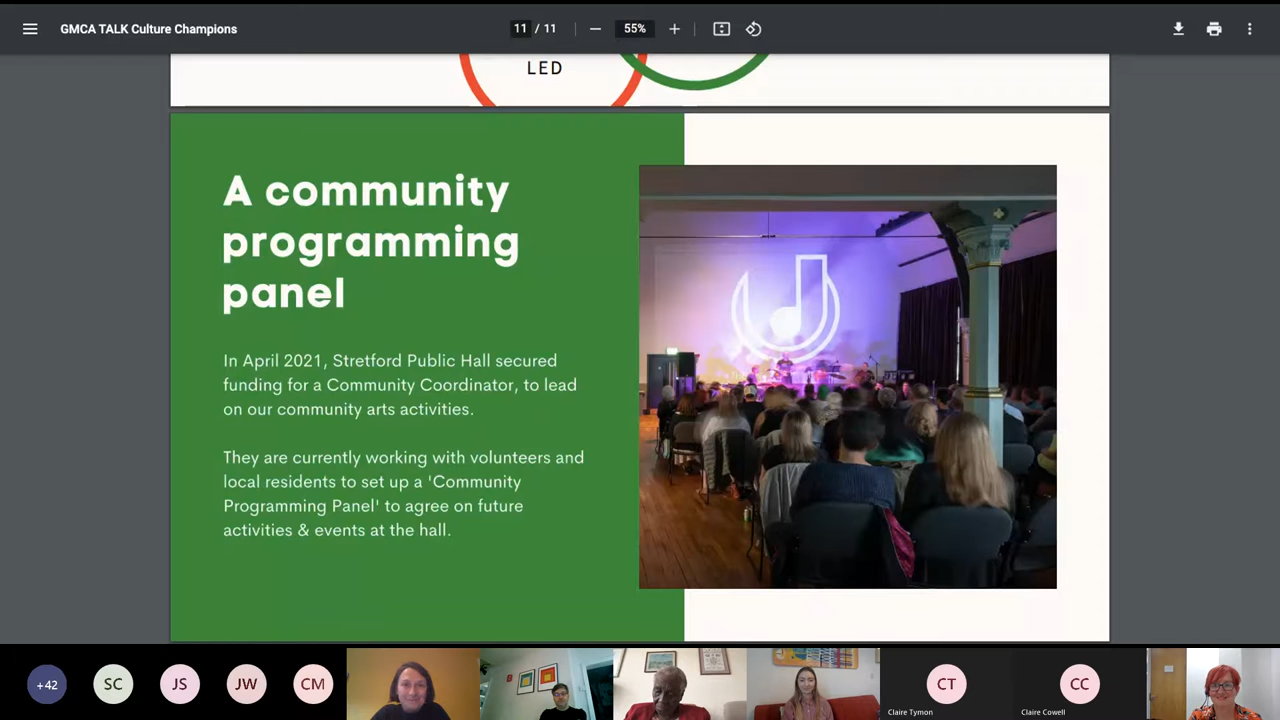 GMCA TALK Culture Champions
11 / 11
55%
LED
A community
programming
panel
In April 2021, Stretford Public Hall secured
funding for a Community Coordinator, to lead
on our community arts activities.
They are currently working with volunteers and
local residents to set up a 'Community
Programming Panel' to agree on future
activities & events at the hall.
+42
SC
JS
JW
CM
CT
CC
Claire Tymon
Claire Cowell